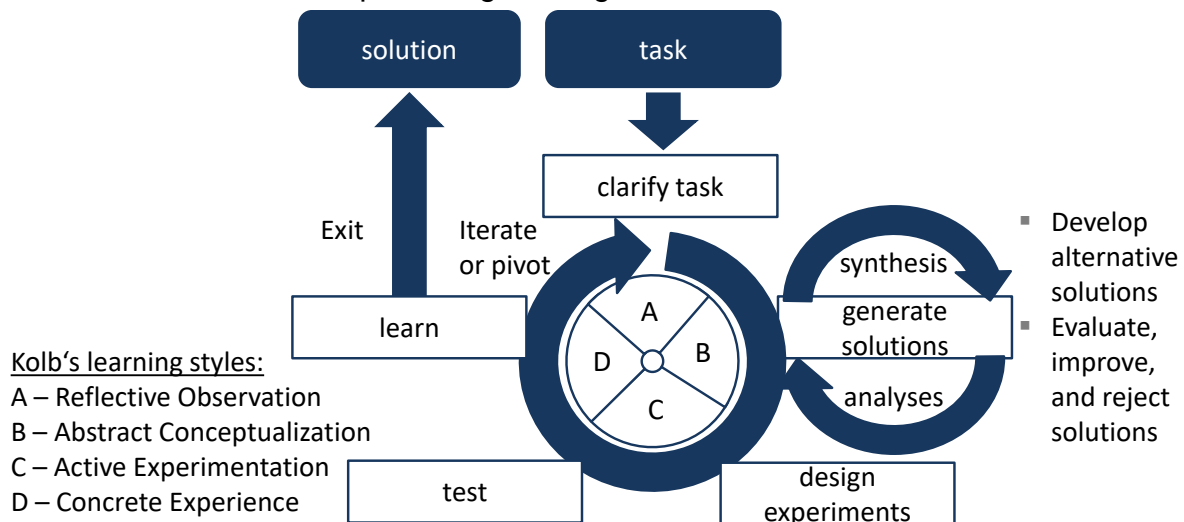 solution
task
clarify task
Exit
Iterate
or pivot
synthesis
learn
generate
solutions
analyses
▪ Develop
alternative
solutions
▪ Evaluate,
improve,
and reject
solutions
A
B
D
C
Kolb‘s learning styles:
A – Reflective Observation
B – Abstract Conceptualization
C – Active Experimentation
D – Concrete Experience
test
design
experiments